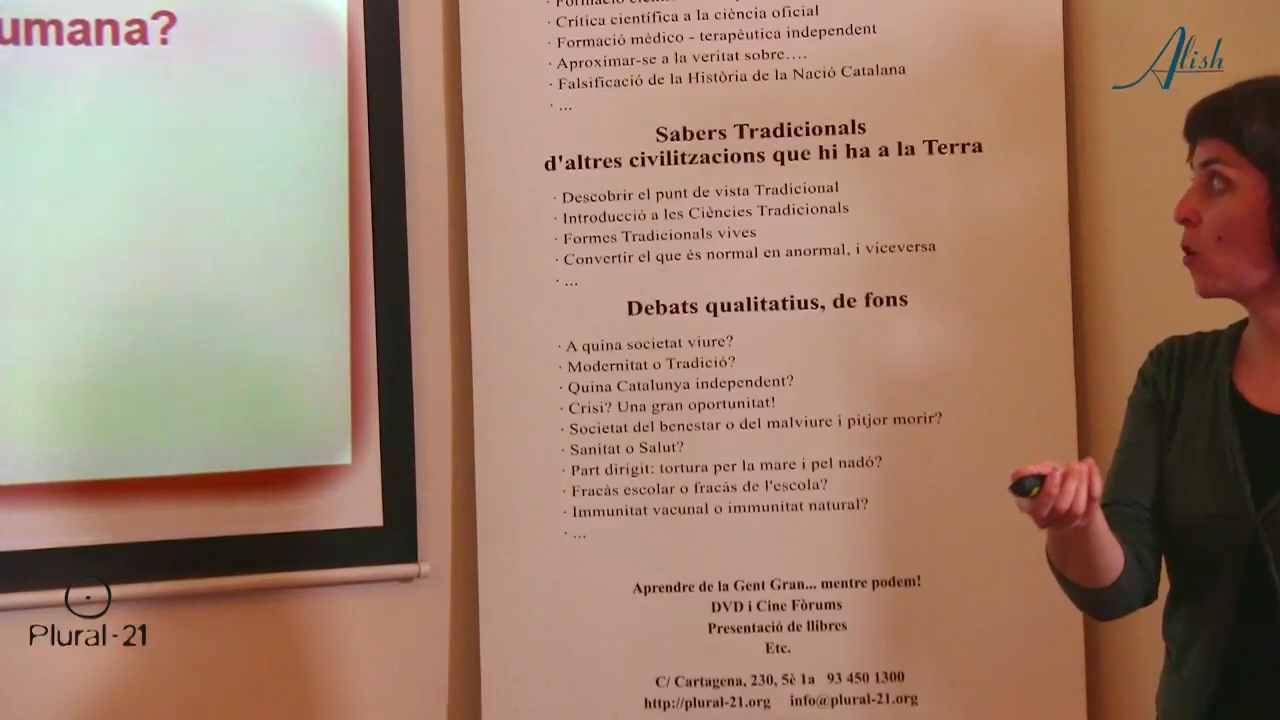 umana?
Alish
· Crítica científica a la ciència oficial
· Formació mèdico - terapèutica independent
· Aproximar-se a la veritat sobre….
· Falsificació de la Història de la Nació Catalana
· ...
Sabers Tradicionals
d'altres civilitzacions que hi ha a la Terra
· Descobrir el punt de vista Tradicional
· Introducció a les Ciències Tradicionals
· Formes Tradicionals vives
· Convertir el que és normal en anormal, i viceversa
· ...
Debats qualitatius, de fons
· A quina societat viure?
· Modernitat o Tradició?
· Quina Catalunya independent?
· Crisi? Una gran oportunitat!
· Societat del benestar o del malviure i pitjor morir?
· Sanitat o Salut?
· Part dirigit: tortura per la mare i pel nadó?
· Fracàs escolar o fracàs de l'escola?
· Immunitat vacunal o immunitat natural?
· ...
Aprendre de la Gent Gran... mentre podem!
DVD i Cine Fòrums
Presentació de llibres
Etc.
C/ Cartagena, 230, 5è 1a 93 450 1300
http://plural-21.org info@plural-21.org
Plural-21